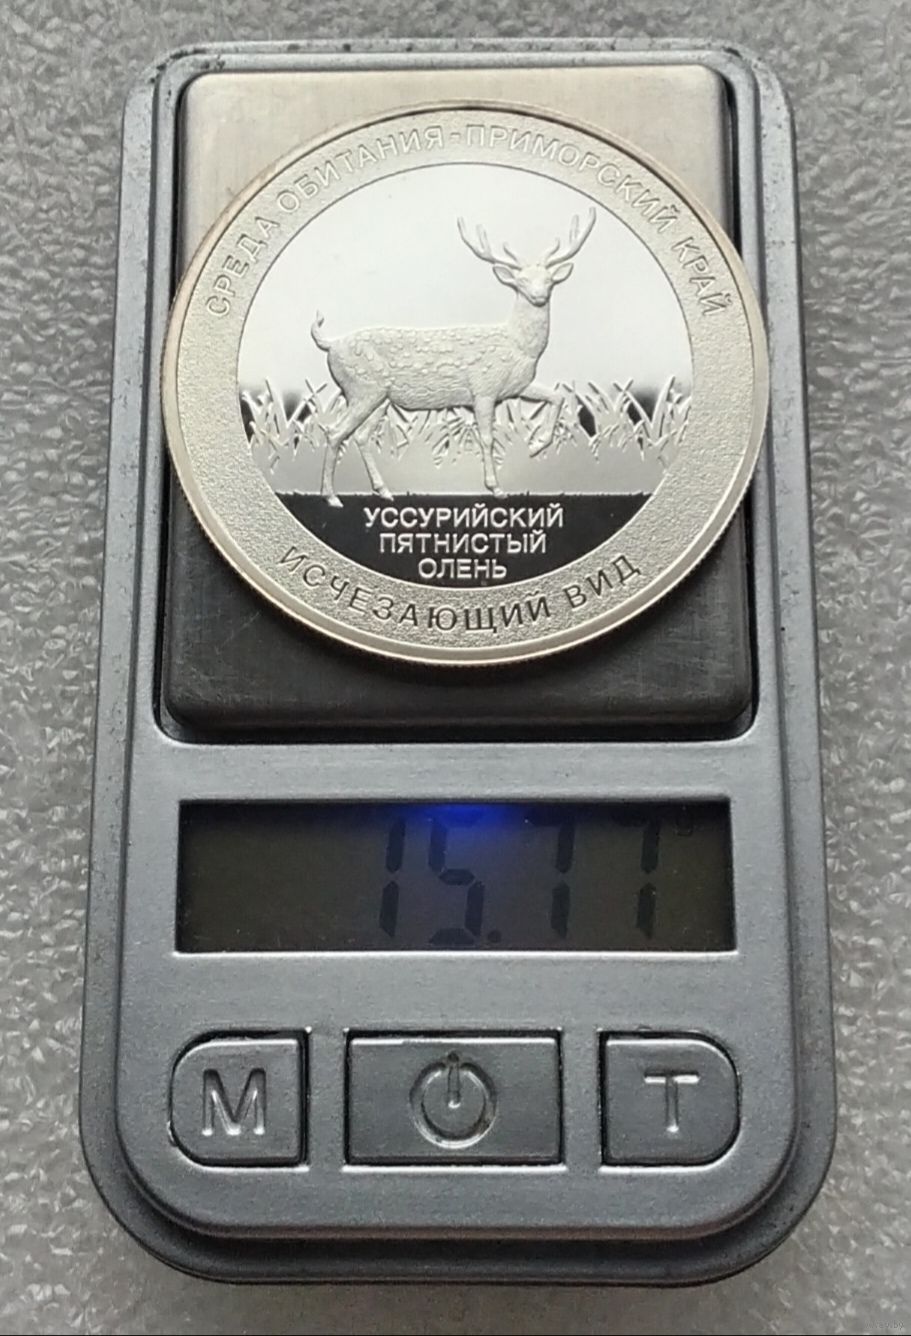 СРЕДА ОБИТАНИЯ-ПРИМОРСКИЙ КРАЙ
УССУРИЙСКИЙ
ПЯТНИСТЫЙ
ОЛЕНЬ
ИСЧЕЗАЮЩИЙ ВИД
15.77
M T